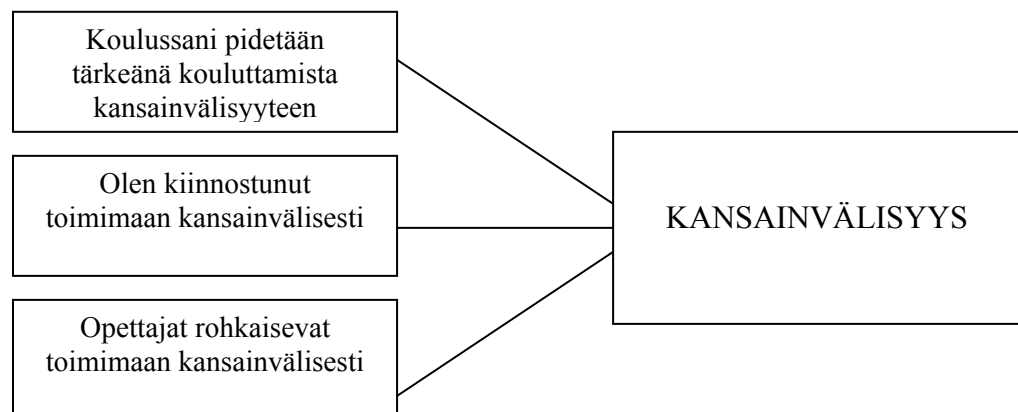 Koulussani pidetään
tärkeänä kouluttamista
kansainvälisyyteen
Olen kiinnostunut
toimimaan kansainvälisesti
KANSAINVÄLISYYS
Opettajat rohkaisevat
toimimaan kansainvälisesti